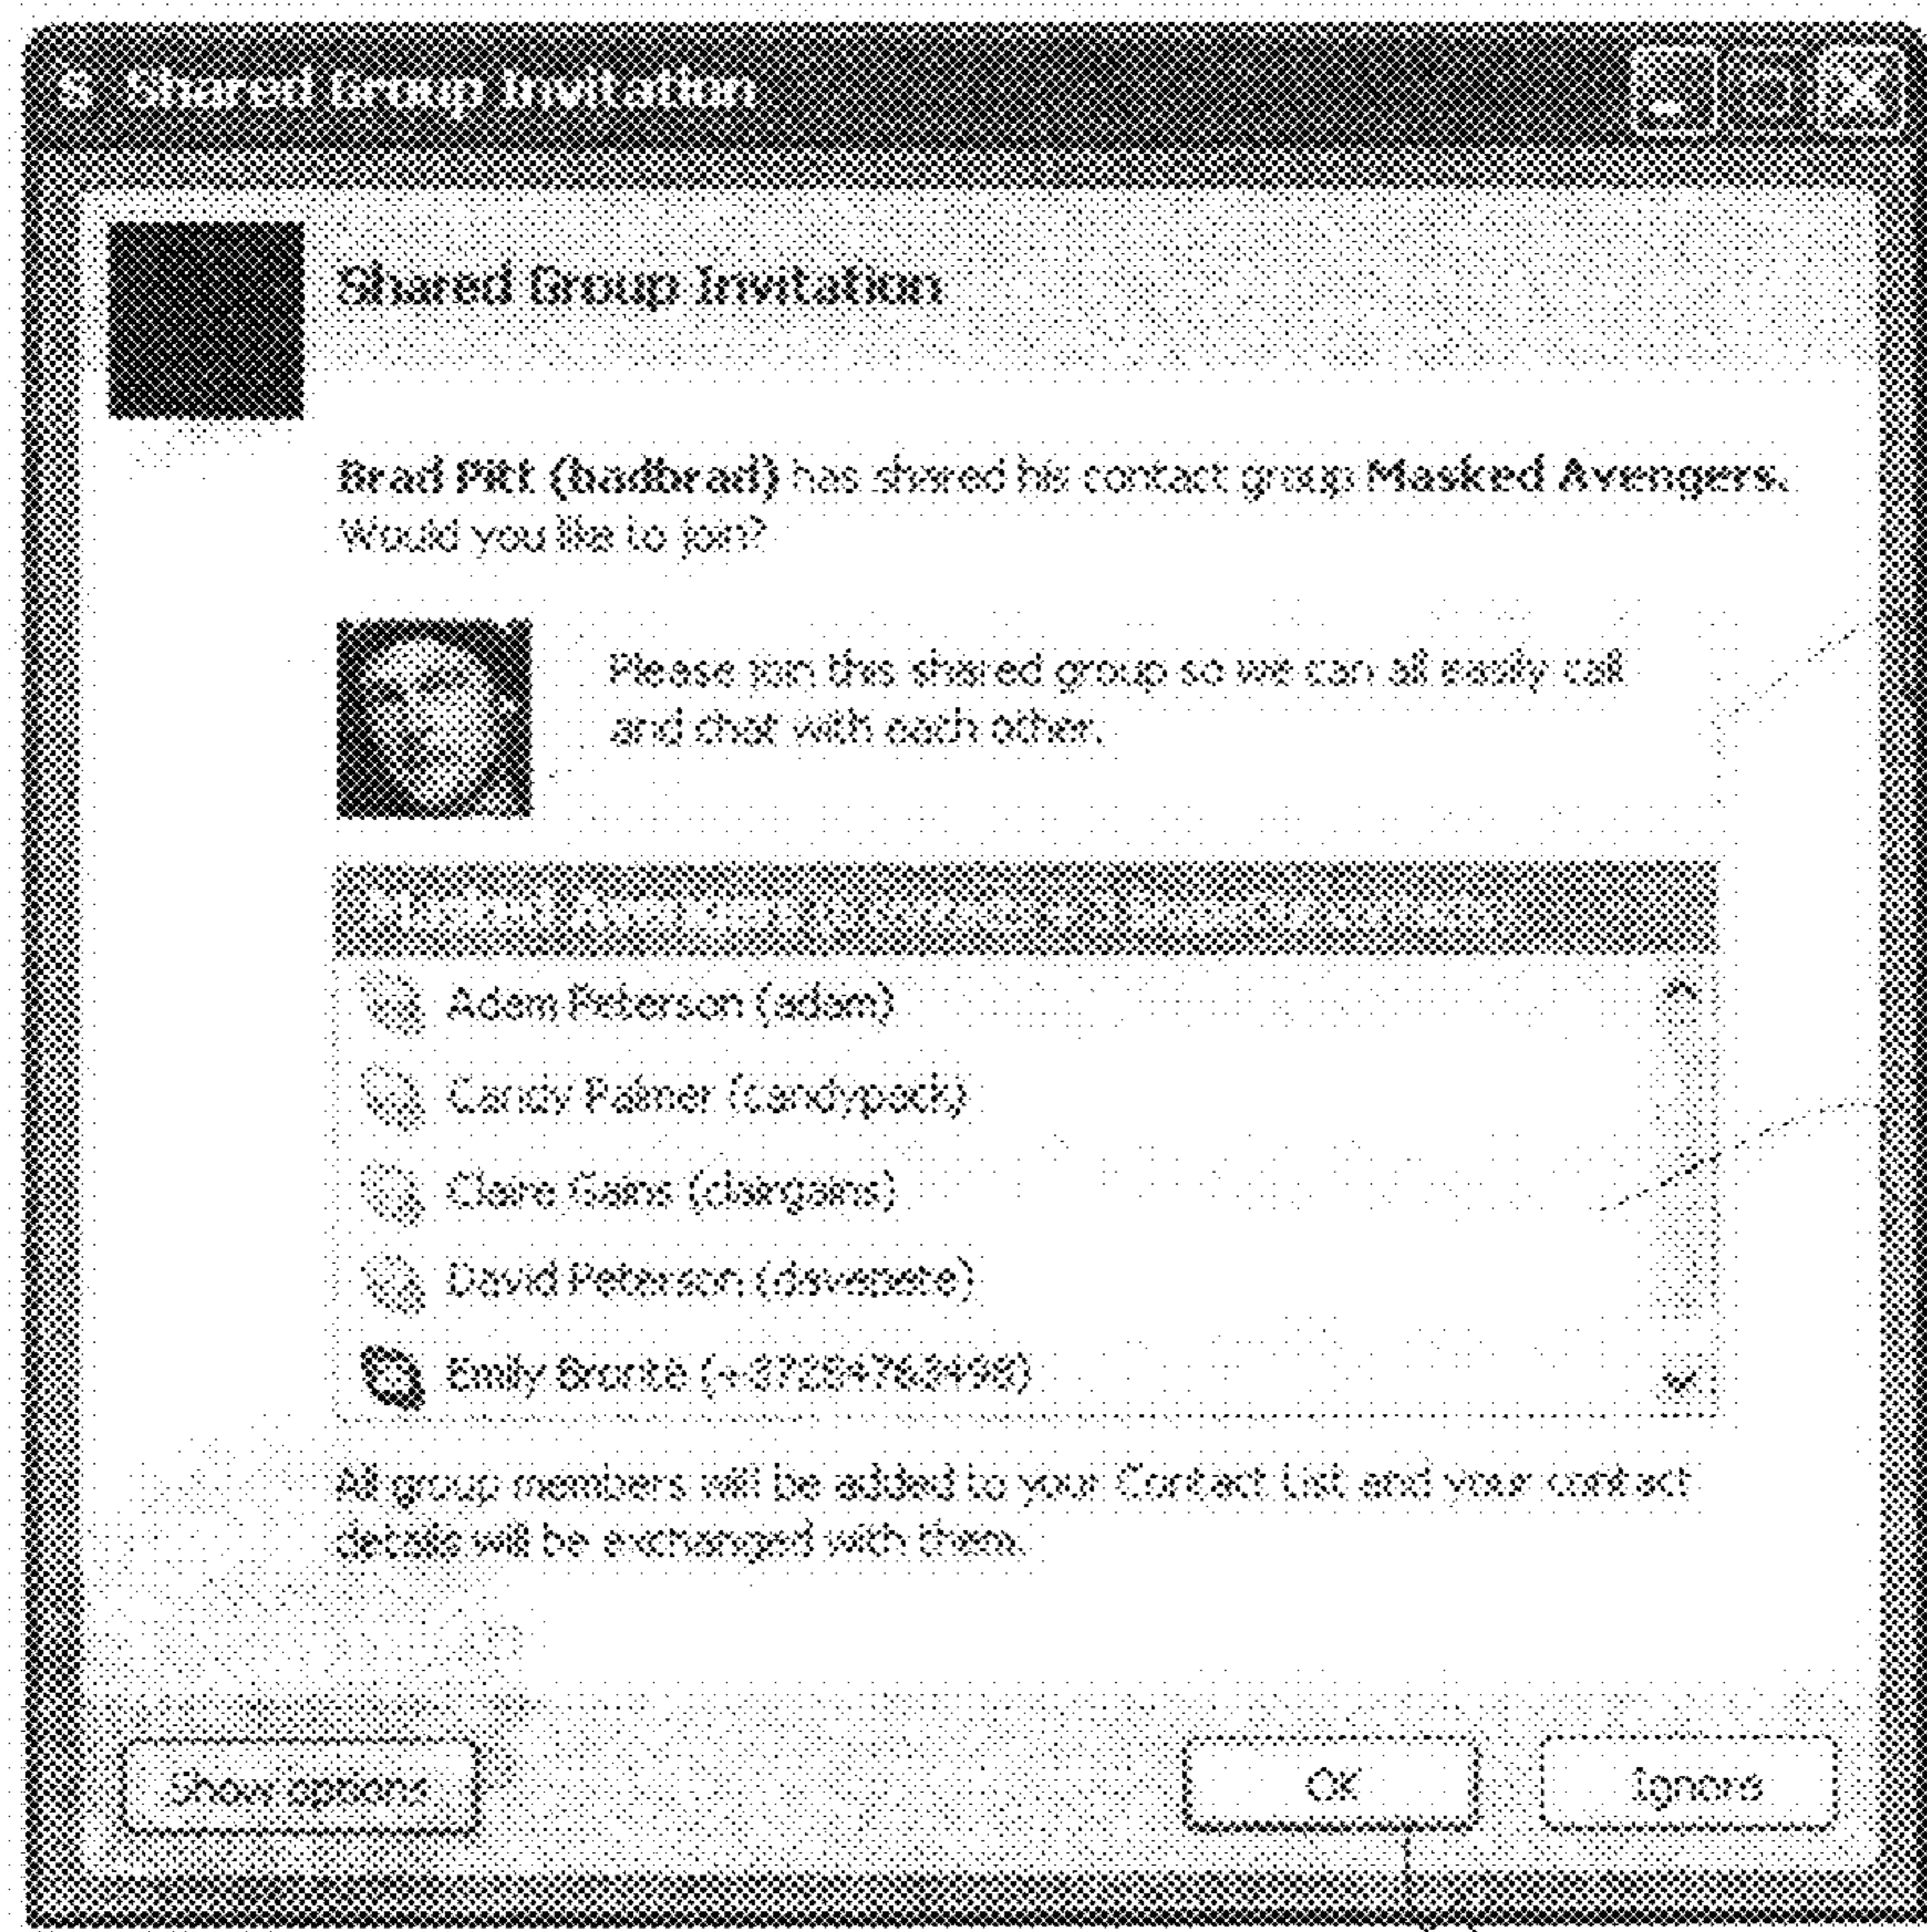 S Shared Group Invitation
Shared Group Invitation
Brad Pitt (badbrad) has shared his contact group Masked Avengers.
Would you like to join?
Please join this shared group so we can all easily call
and chat with each other.
Adam Peterson (adam)
Candy Palmer (candypack)
Claire Gains (clairgains)
David Peterson (davepete)
Emily Bronte
All group members will be added to your Contact List and your contact
details will be exchanged with them.
Show options
OK
Ignore